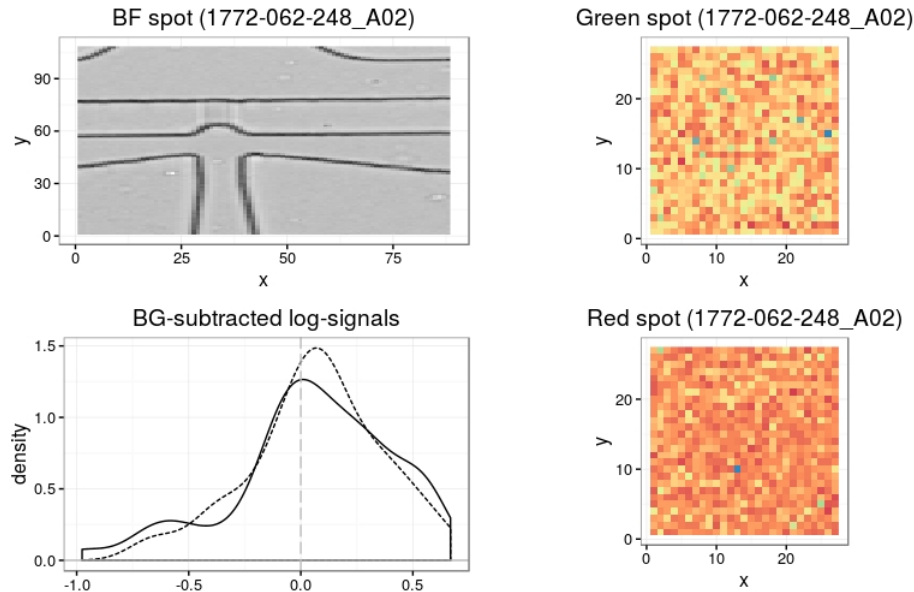 BF spot (1772-062-248_A02)
90
60
30
0
y
0
25
50
75
x
Green spot (1772-062-248_A02)
20
10
0
y
0
10
20
x
BG-subtracted log-signals
1.5
1.0
0.5
0.0
density
-1.0
-0.5
0.0
0.5
Red spot (1772-062-248_A02)
20
10
0
y
0
10
20
x